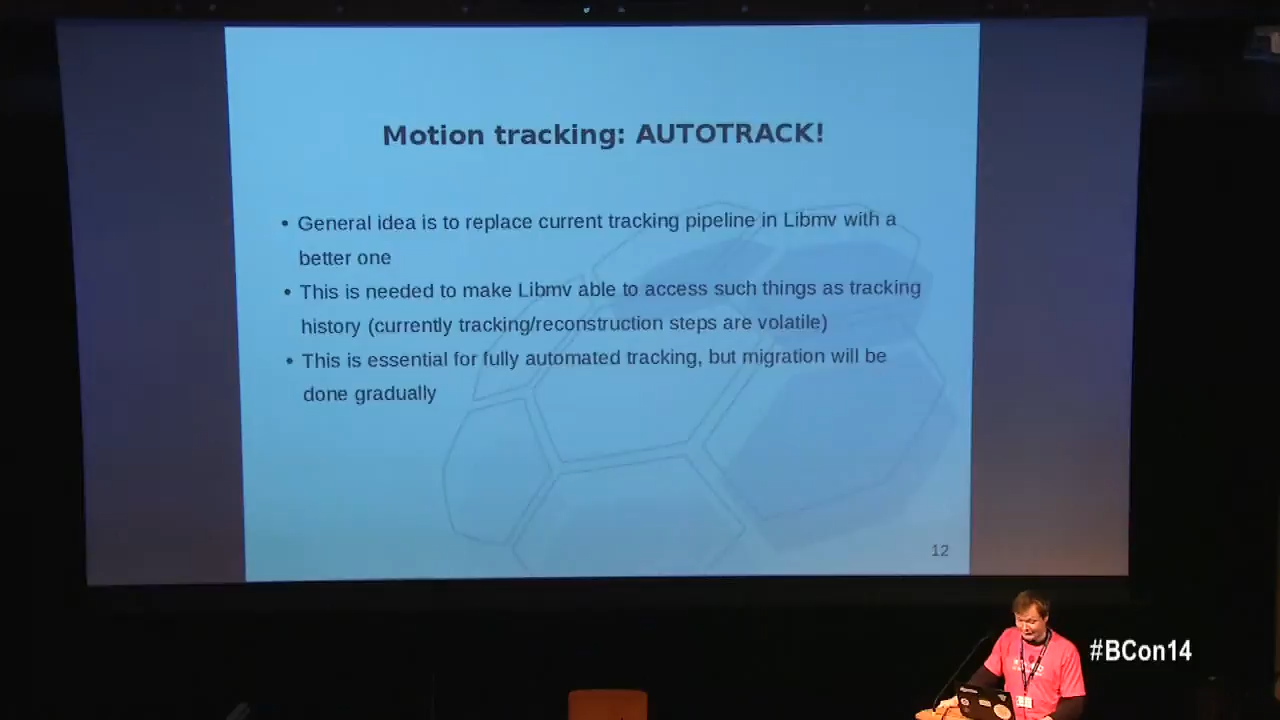 Motion tracking: AUTOTRACK!
• General idea is to replace current tracking pipeline in Libmv with a
better one
• This is needed to make Libmv able to access such things as tracking
history (currently tracking/reconstruction steps are volatile)
• This is essential for fully automated tracking, but migration will be
done gradually
12
#BCon14